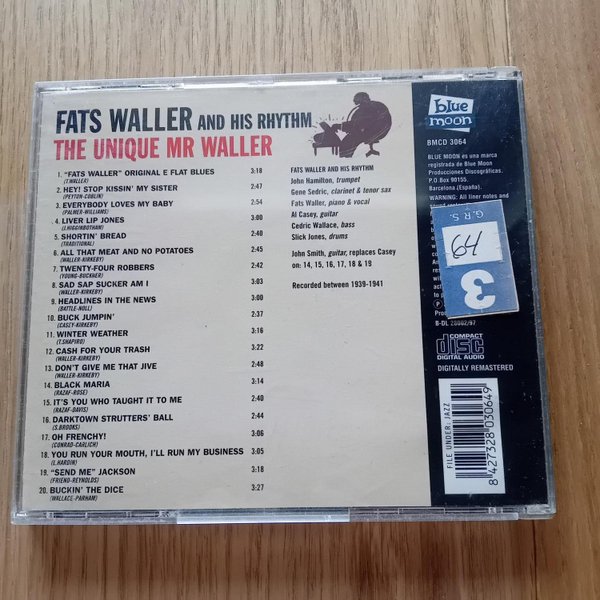 FATS WALLER AND HIS RHYTHM
THE UNIQUE MR WALLER
1. "FATS WALLER" ORIGINAL E FLAT BLUES 3:18
(T.WALLER)
2. HEY! STOP KISSIN' MY SISTER 2:47
(PEYTON-COBLIN)
3. EVERYBODY LOVES MY BABY 2:54
(PALMER-WILLIAMS)
4. LIVER LIP JONES 3:00
(J.HIGGINBOTHAM)
5. SHORTIN' BREAD 2:40
(TRADITIONAL)
6. ALL THAT MEAT AND NO POTATOES 2:45
(WALLER-KIRKEBY)
7. TWENTY-FOUR ROBBERS 2:42
(YOUNG-BUCKNER)
8. SAD SAP SUCKER AM I 3:03
(WALLER-KIRKEBY)
9. HEADLINES IN THE NEWS 3:03
(BATTLE-NOLL)
10. BUCK JUMPIN' 3:37
(CASEY-KIRKEBY)
11. WINTER WEATHER 3:16
(T.SHAPIRO)
12. CASH FOR YOUR TRASH 3:22
(WALLER-KIRKEBY)
13. DON'T GIVE ME THAT JIVE 2:48
(WALLER-KIRKEBY)
14. BLACK MARIA 3:34
(RAZAF-ROSE)
15. IT'S YOU WHO TAUGHT IT TO ME 2:40
(RAZAF-DAVIS)
16. DARKTOWN STRUTTERS' BALL 2:44
(S.BROOKS)
17. OH FRENCHY! 3:06
(CONRAD-CARLICH)
18. YOU RUN YOUR MOUTH, I'LL RUN MY BUSINESS 3:05
(L.HARDIN)
19. "SEND ME" JACKSON 3:18
(FRIEND-REYNOLDS)
20. BUCKIN' THE DICE 3:27
(WALLACE-PARHAM)
FATS WALLER AND HIS RHYTHM
John Hamilton, trumpet
Gene Sedric, clarinet & tenor sax
Fats Waller, piano & vocal
Al Casey, guitar
Cedric Wallace, bass
Slick Jones, drums
John Smith, guitar, replaces Casey
on: 14, 15, 16, 17, 18 & 19
Recorded between 1939-1941
blue
moon
BMCD 3064
BLUE MOON es una marca
registrada de Blue Moon
Producciones Discográficas.
P.O Box 90155.
Barcelona (España).
WARNING: All liner notes
G.R.S.
64
3
COMPACT
disc
DIGITAL AUDIO
DIGITALLY REMASTERED
FILE UNDER: JAZZ
8 427328 030649